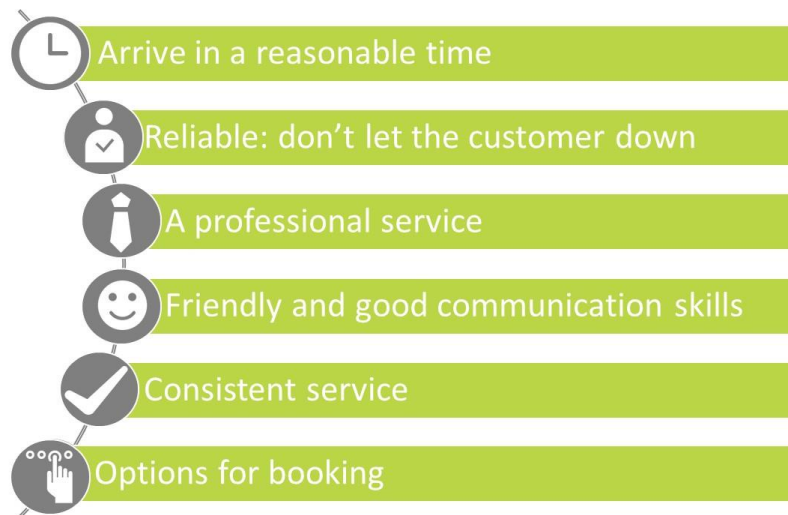 Arrive in a reasonable time
Reliable: don’t let the customer down
A professional service
Friendly and good communication skills
Consistent service
Options for booking